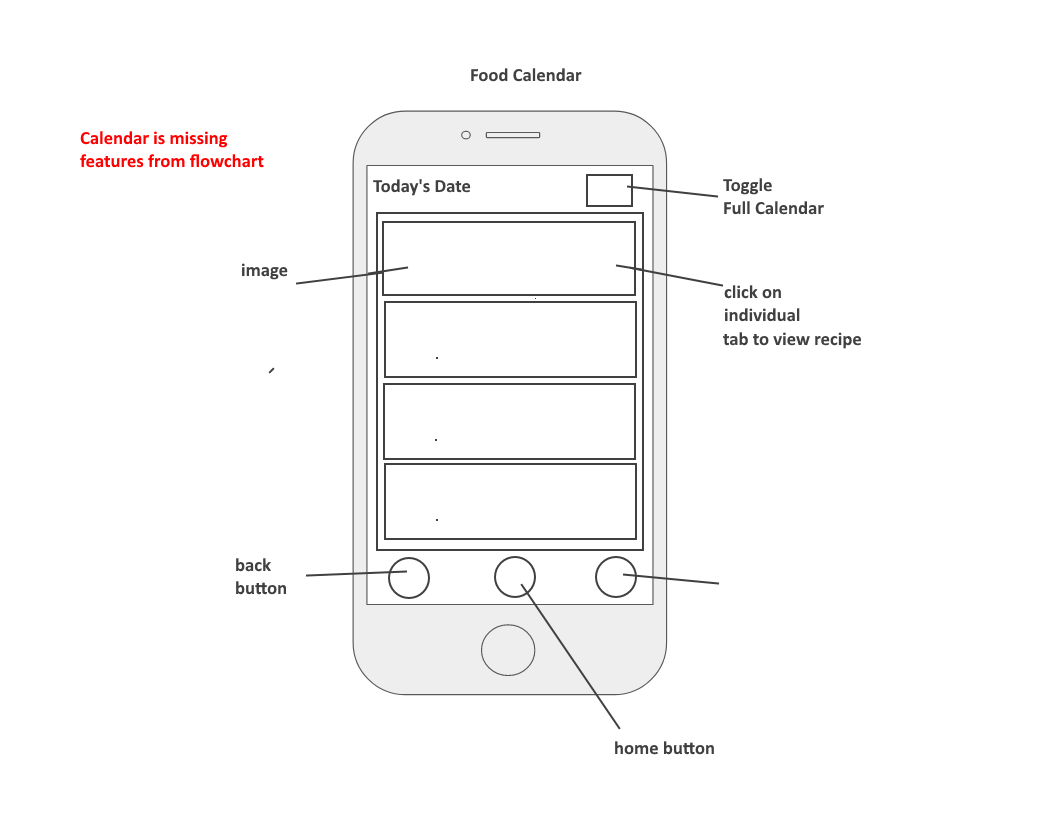 Food Calendar
Calendar is missing
features from flowchart
Today's Date
Toggle
Full Calendar
image
click on
individual
tab to view recipe
back
button
home button